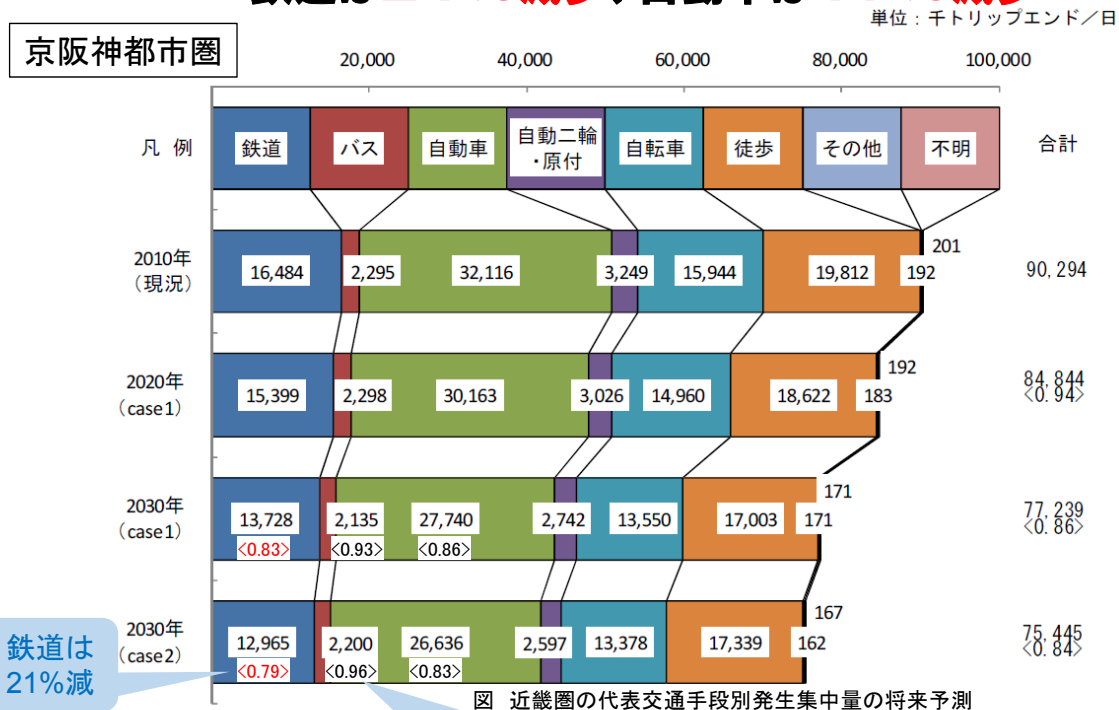 単位：千トリップエンド／日
京阪神都市圏
20,000 40,000 60,000 80,000 100,000
凡 例 鉄道 バス 自動車 自動二輪・原付 自転車 徒歩 その他 不明 合計
2010年
（現況）
16,484 2,295 32,116 3,249 15,944 19,812 192 201 90,294
2020年
（case1）
15,399 2,298 30,163 3,026 14,960 18,622 183 192 84,844
<0.94>
2030年
（case1）
13,728 2,135 27,740 2,742 13,550 17,003 171 171 77,239
<0.83> <0.93> <0.86> <0.86>
2030年
（case2）
12,965 2,200 26,636 2,597 13,378 17,339 162 167 75,445
<0.79> <0.96> <0.83> <0.84>
鉄道は
21%減
図 近畿圏の代表交通手段別発生集中量の将来予測